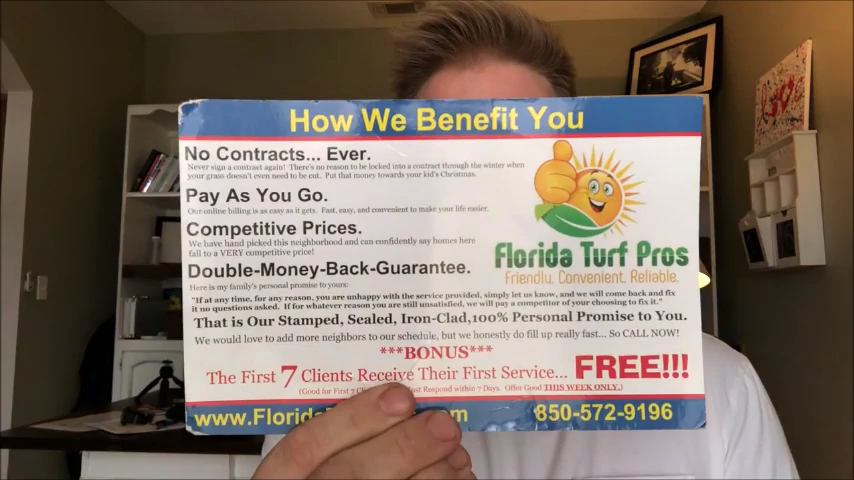 How We Benefit You
No Contracts... Ever.
Never sign a contract again! There's no reason to be locked into a contract through the winter when
your grass doesn't even need to be cut. Put that money towards your kid's Christmas.
Pay As You Go.
Our online billing is as easy as it gets. Fast, easy, and convenient to make your life easier.
Competitive Prices.
We have hand picked this neighborhood and can confidently say homes here
fall to a VERY competitive price!
Florida Turf Pros
Friendly. Convenient. Reliable.
Double-Money-Back-Guarantee.
Here is my family's personal promise to yours:
"If at any time, for any reason, you are unhappy with the service provided, simply let us know, and we will come back and fix
it no questions asked. If for whatever reason you are still unsatisfied, we will pay a competitor of your choosing to fix it."
That is Our Stamped, Sealed, Iron-Clad,100% Personal Promise to You.
We would love to add more neighbors to our schedule, but we honestly do fill up really fast... So CALL NOW!
***BONUS***
The First 7 Clients Receive Their First Service... FREE!!!
(Good for First 7 Respond within 7 Days. Offer Good THIS WEEK ONLY.)
www.Florid om 850-572-9196